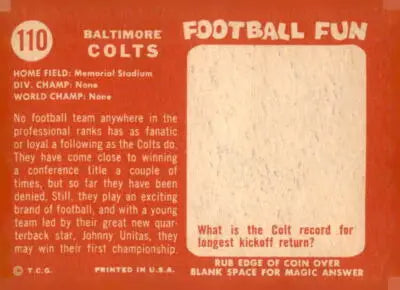 110
BALTIMORE
COLTS
HOME FIELD: Memorial Stadium
DIV. CHAMP: None
WORLD CHAMP: None
No football team anywhere in the
professional ranks has as fanatic
or loyal a following as the Colts do.
They have come close to winning
a conference title a couple of
times, but so far they have been
denied. Still, they play an exciting
brand of football, and with a young
team led by their great new quar-
terback star, Johnny Unitas, they
may win their first championship.
© T.C.G. PRINTED IN U.S.A.
FOOTBALL FUN
What is the Colt record for
longest kickoff return?
RUB EDGE OF COIN OVER
BLANK SPACE FOR MAGIC ANSWER